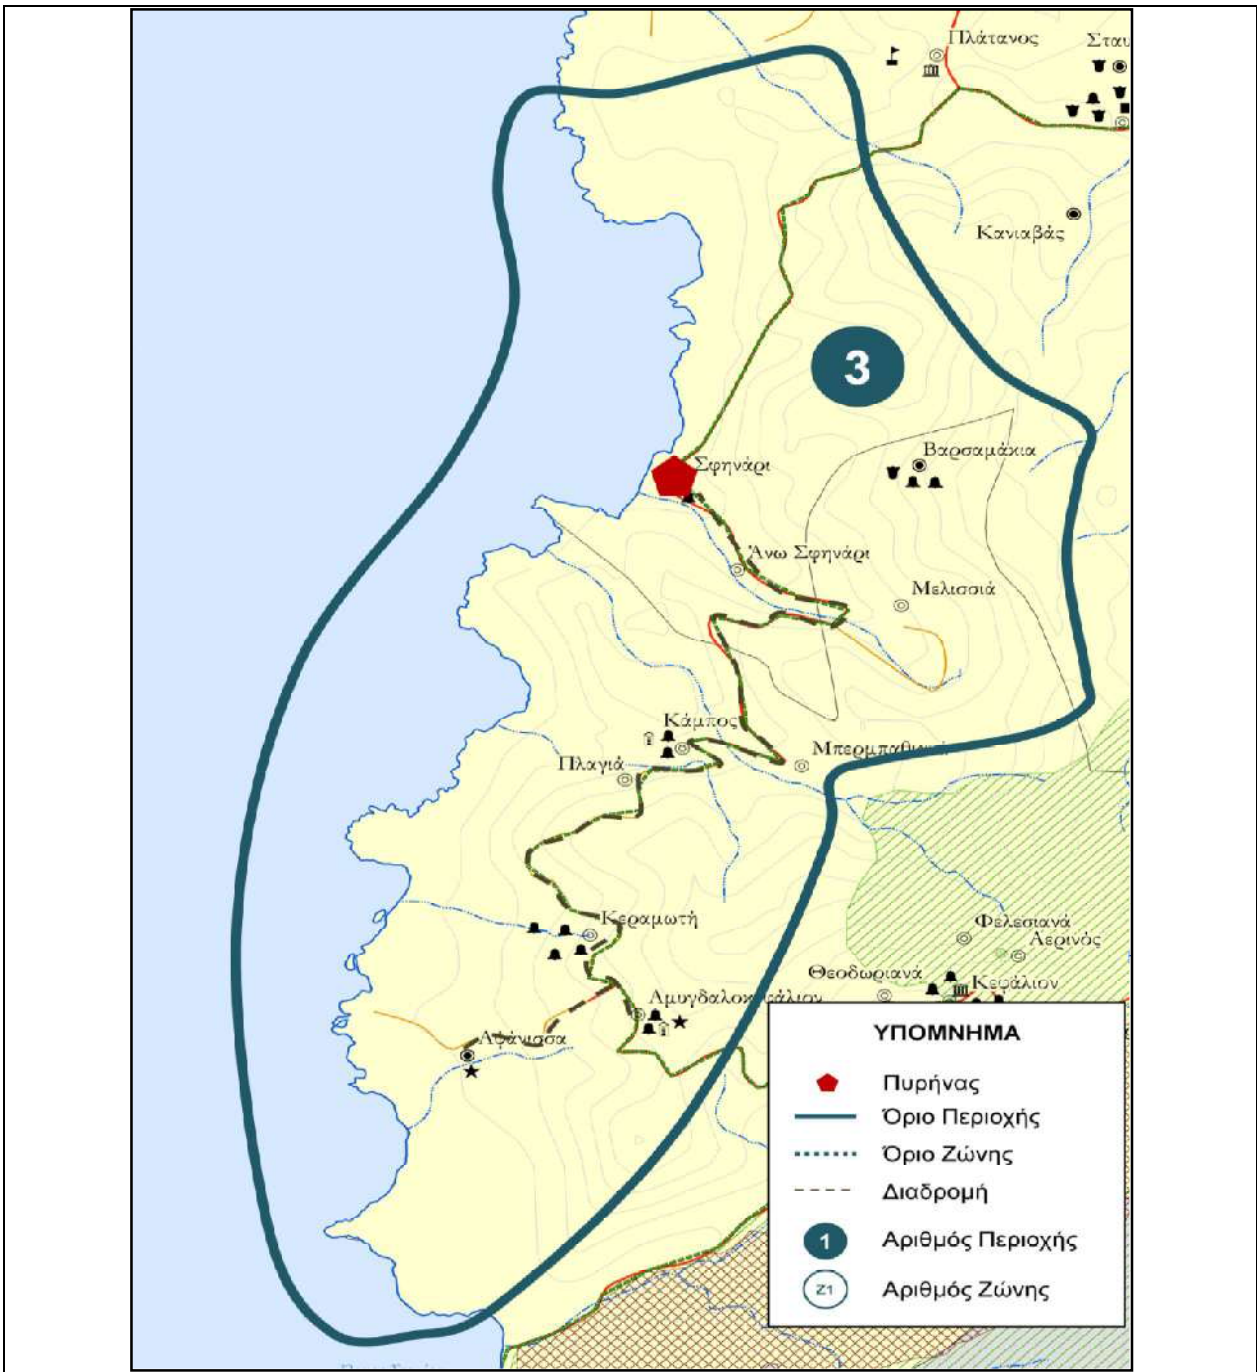 Πλάτανος
Σταυ
Κανιαβάς
3
Βαρσαμάκια
Σφηνάρι
Άνω Σφηνάρι
Μελισσιά
Κάμπος
Πλαγιά
Κεραμωτή
Φελεσιανά
Λερινός
Θεοδωριανά
Κεφάλιον
Αφάνισσα
ΥΠΟΜΝΗΜΑ
Πυρήνας
Όριο Περιοχής
Όριο Ζώνης
Διαδρομή
1 Αριθμός Περιοχής
Z1 Αριθμός Ζώνης